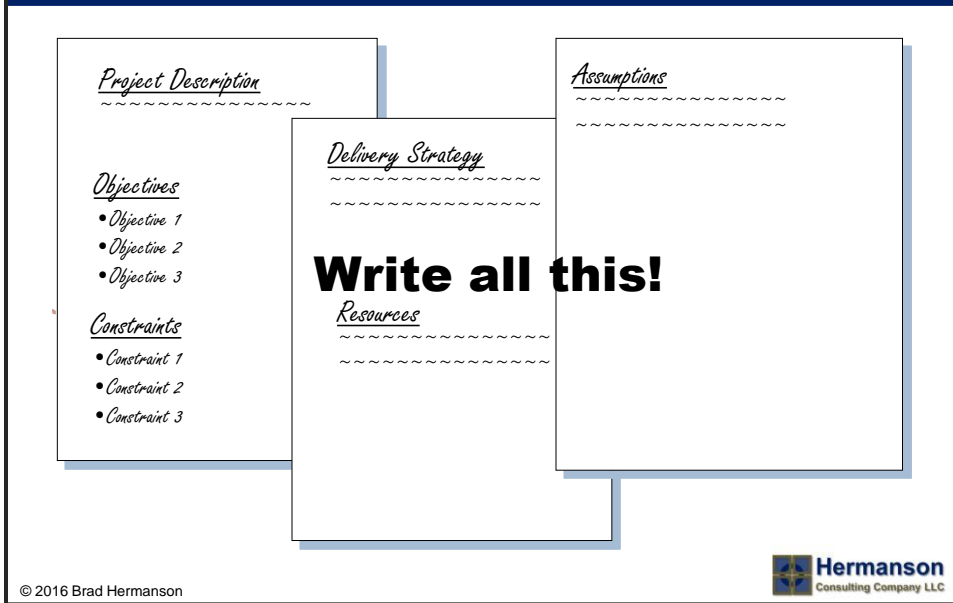 Project Description
~~~~~~~~~~~~~~~
Objectives
• Objective 1
• Objective 2
• Objective 3
Constraints
• Constraint 1
• Constraint 2
• Constraint 3
Delivery Strategy
~~~~~~~~~~~~~~~
~~~~~~~~~~~~~~~
Write all this!
Resources
~~~~~~~~~~~~~~~
~~~~~~~~~~~~~~~
Assumptions
~~~~~~~~~~~~~~~
~~~~~~~~~~~~~~~
© 2016 Brad Hermanson
Hermanson
Consulting Company LLC